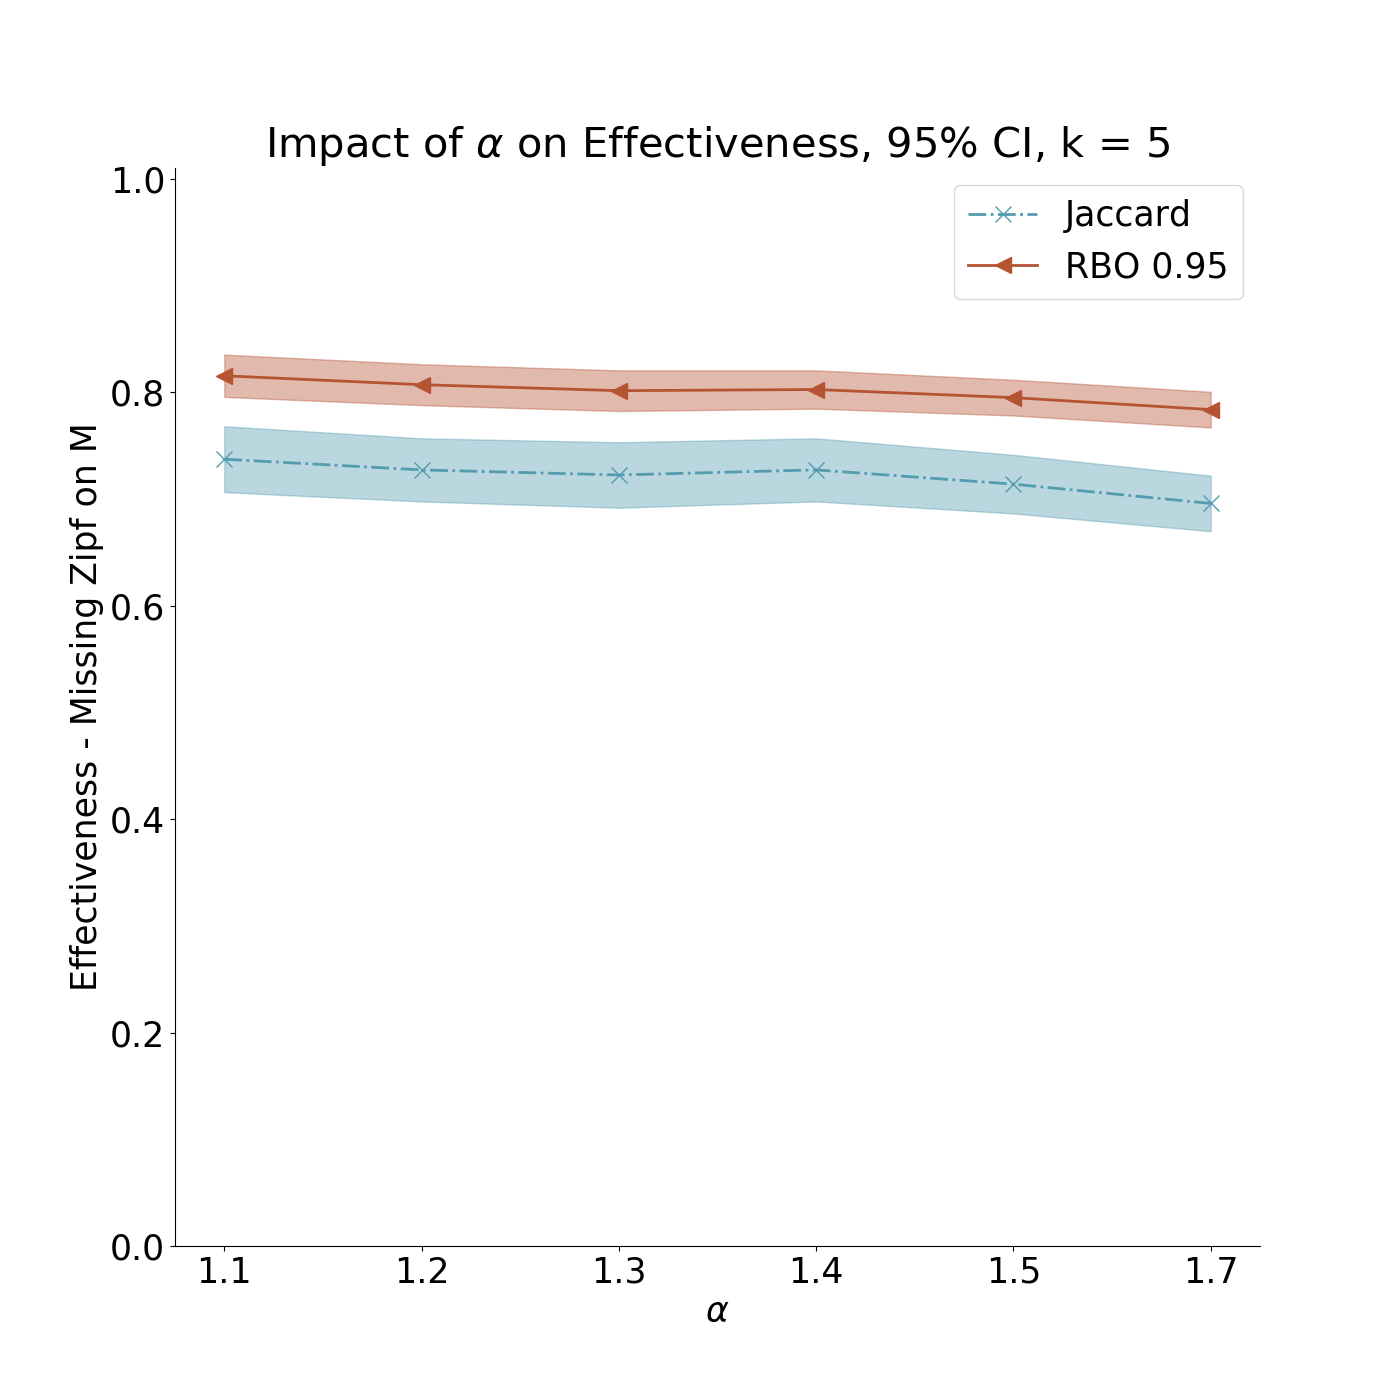 Impact of α on Effectiveness, 95% CI, k = 5
Jaccard
RBO 0.95
Effectiveness - Missing Zipf on M
1.0
0.8
0.6
0.4
0.2
0.0
1.1 1.2 1.3 1.4 1.5 1.7
α